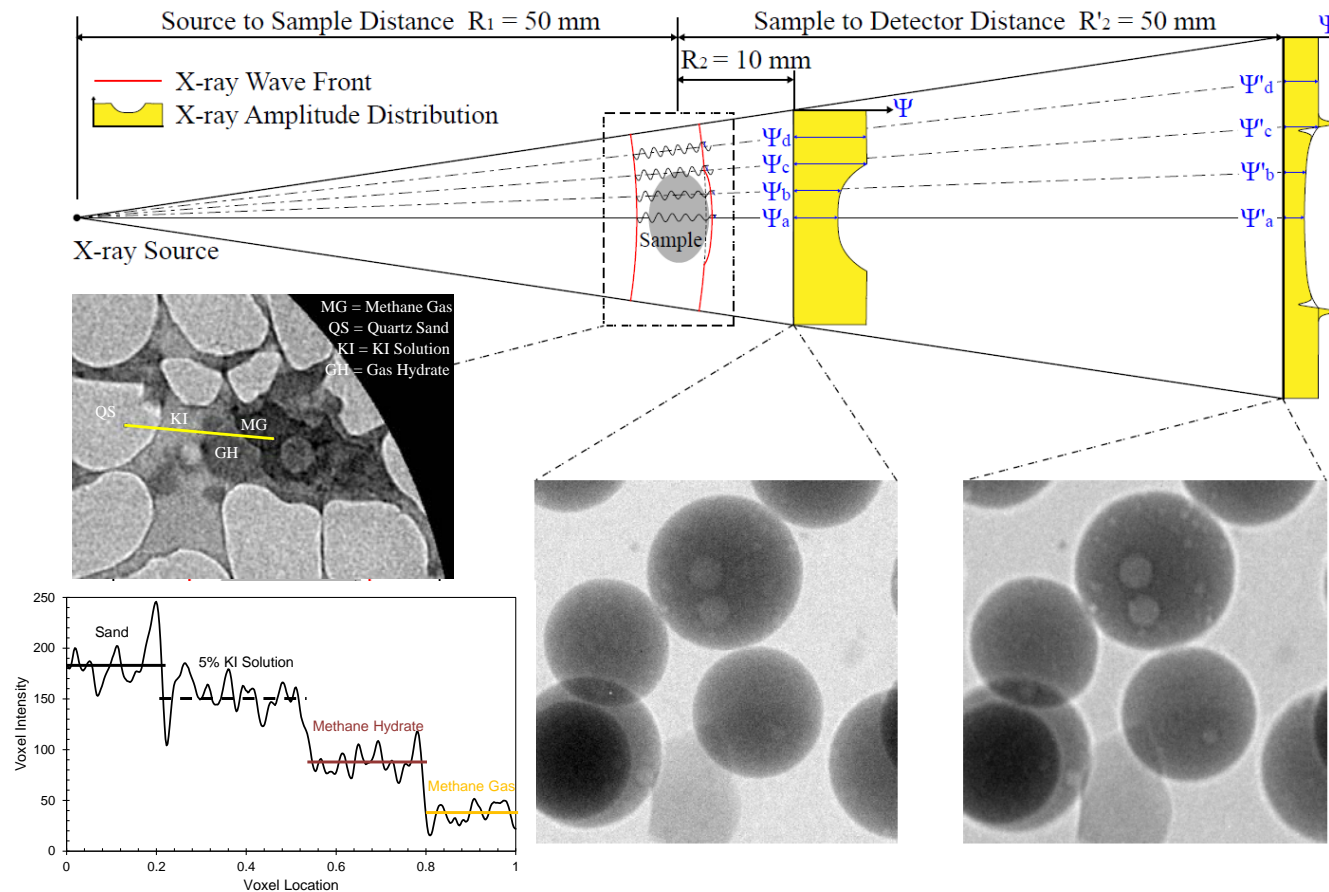 Source to Sample Distance R₁ = 50 mm
Sample to Detector Distance R'₂ = 50 mm
R₂ = 10 mm
X-ray Wave Front
X-ray Amplitude Distribution
Ψ
Ψ
Ψd
Ψc
Ψb
Ψa
Ψ'd
Ψ'c
Ψ'b
Ψ'a
X-ray Source
Sample
MG = Methane Gas
QS = Quartz Sand
KI = KI Solution
GH = Gas Hydrate
QS
KI
MG
GH
250
200
150
100
50
0
Voxel Intensity
Sand
5% KI Solution
Methane Hydrate
Methane Gas
0
0.2
0.4
0.6
0.8
1
Voxel Location